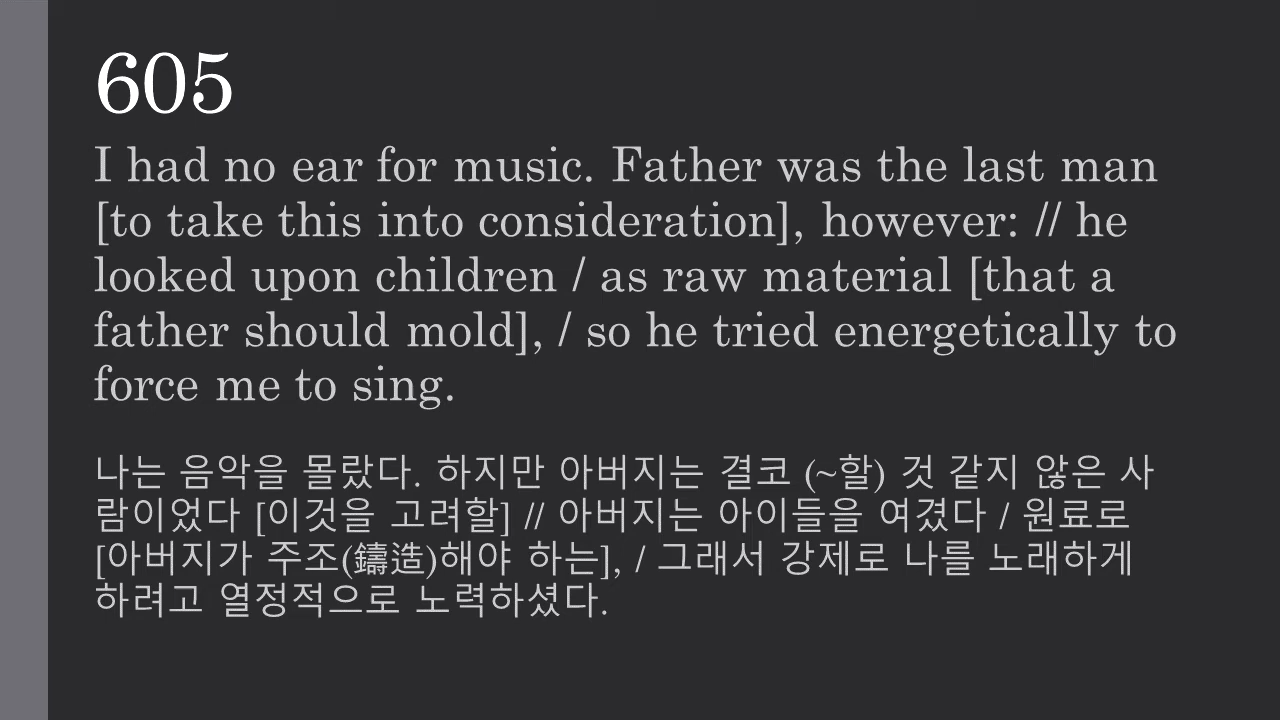 605
I had no ear for music. Father was the last man
[to take this into consideration], however: // he
looked upon children / as raw material [that a
father should mold], / so he tried energetically to
force me to sing.
나는 음악을 몰랐다. 하지만 아버지는 결코 (~할) 것 같지 않은 사
람이었다 [이것을 고려할] // 아버지는 아이들을 여겼다 / 원료로
[아버지가 주조(鑄造)해야 하는], / 그래서 강제로 나를 노래하게
하려고 열정적으로 노력하셨다.